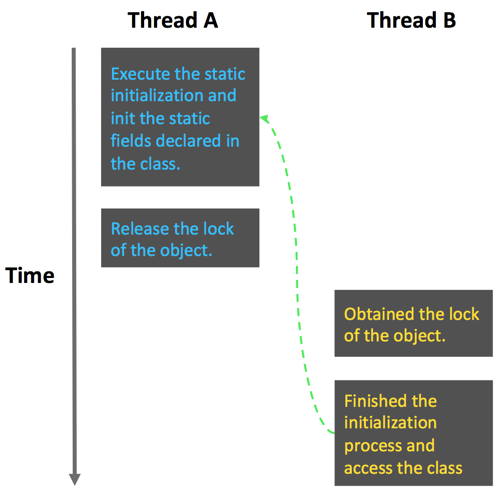 Thread A
Thread B
Execute the static
initialization and
init the static
fields declared in
the class.
Release the lock
of the object.
Time
Obtained the lock
of the object.
Finished the
initialization
process and
access the class